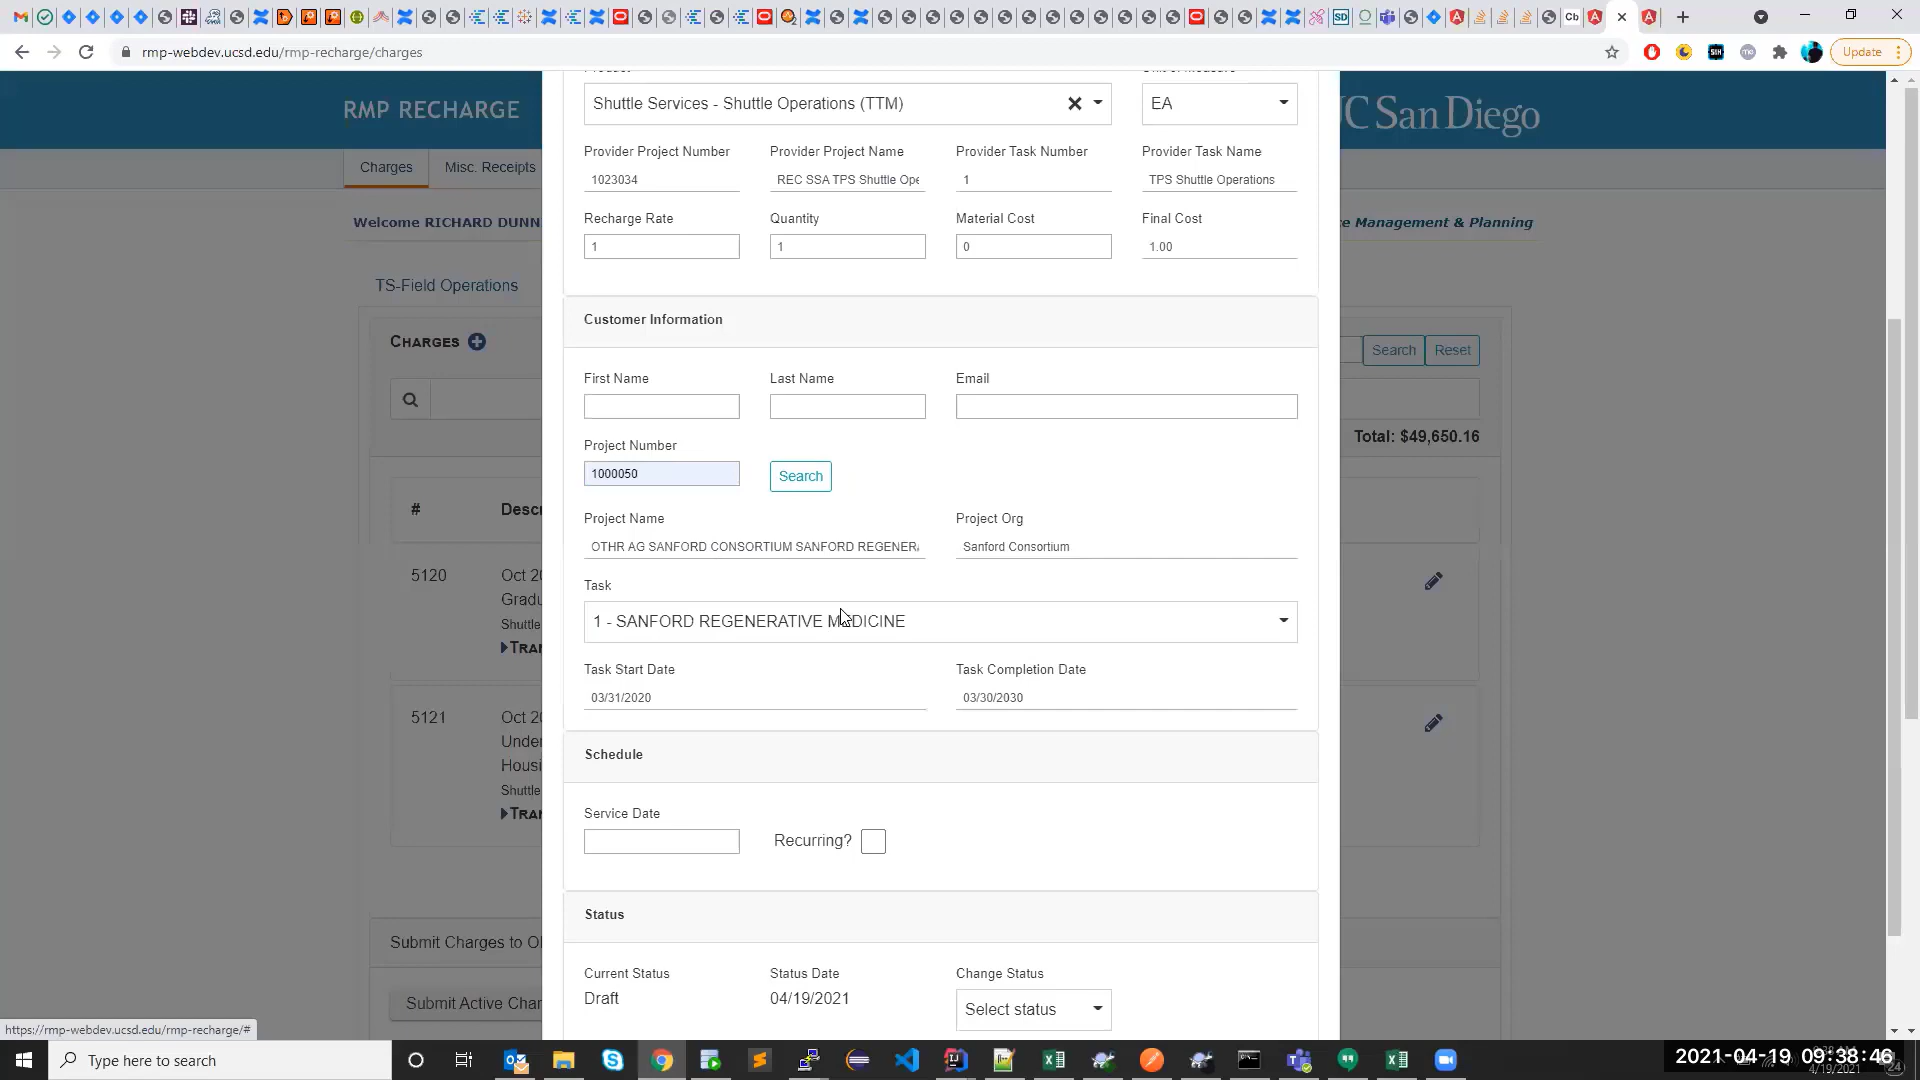 rmp-webdev.ucsd.edu/rmp-recharge/charges
Update
RMP RECHARGE
UC San Diego
Charges
Misc. Receipts
Welcome RICHARD DUNN
e Management & Planning
TS-Field Operations
CHARGES
Search
Reset
Total: $49,650.16
#
Descr
5120
Oct 20
Gradu
Shuttle
TRAN
5121
Oct 20
Under
Housi
Shuttle
TRAN
Submit Charges to Ol
Submit Active Char
Shuttle Services - Shuttle Operations (TTM)
EA
Provider Project Number
Provider Project Name
Provider Task Number
Provider Task Name
1023034
REC SSA TPS Shuttle Ope
1
TPS Shuttle Operations
Recharge Rate
Quantity
Material Cost
Final Cost
1
1
0
1.00
Customer Information
First Name
Last Name
Email
Project Number
1000050
Search
Project Name
Project Org
OTHR AG SANFORD CONSORTIUM SANFORD REGENER
Sanford Consortium
Task
1 - SANFORD REGENERATIVE MEDICINE
Task Start Date
Task Completion Date
03/31/2020
03/30/2030
Schedule
Service Date
Recurring?
Status
Current Status
Status Date
Change Status
Draft
04/19/2021
Select status
https://rmp-webdev.ucsd.edu/rmp-recharge/#
Type here to search
2021-04-19 09:38:46
4/19/2021